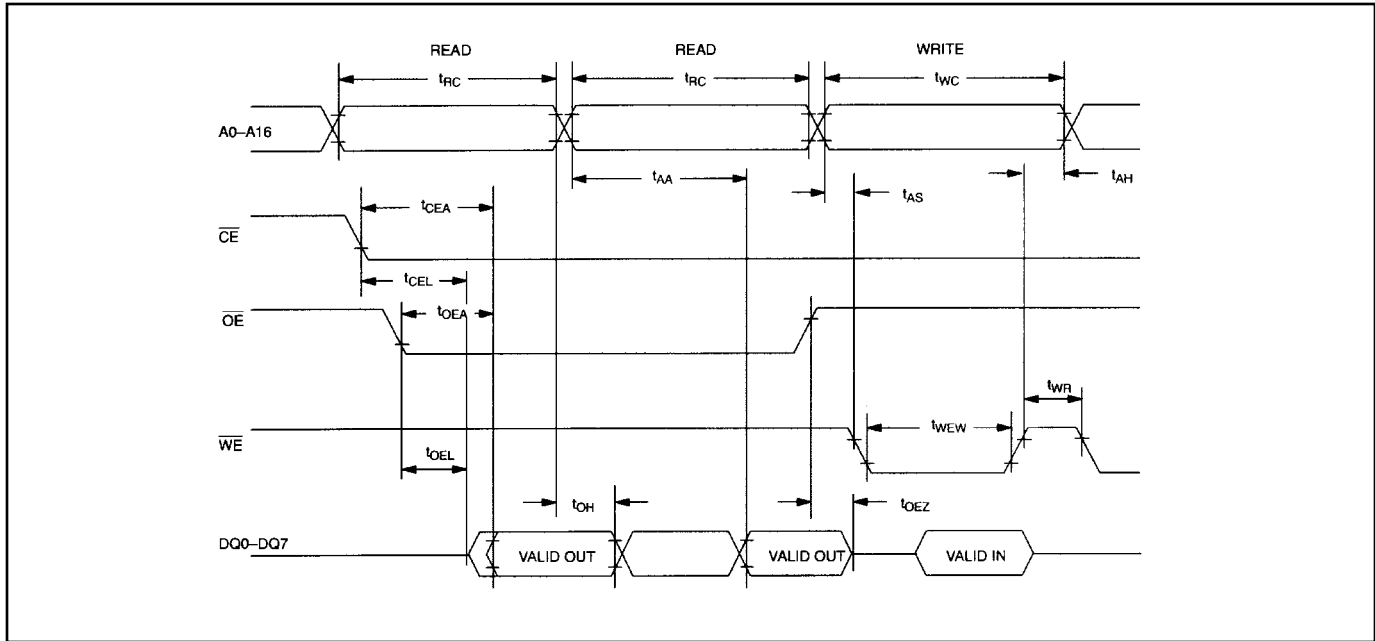 READ READ WRITE
tRC tRC tWC
A0–A16
tAA tAH
tAS
tCEA
CE
tCEL
OE
tOEA
tWR
WE
tWEW
tOEL
tOH tOEZ
DQ0–DQ7
VALID OUT VALID OUT VALID IN